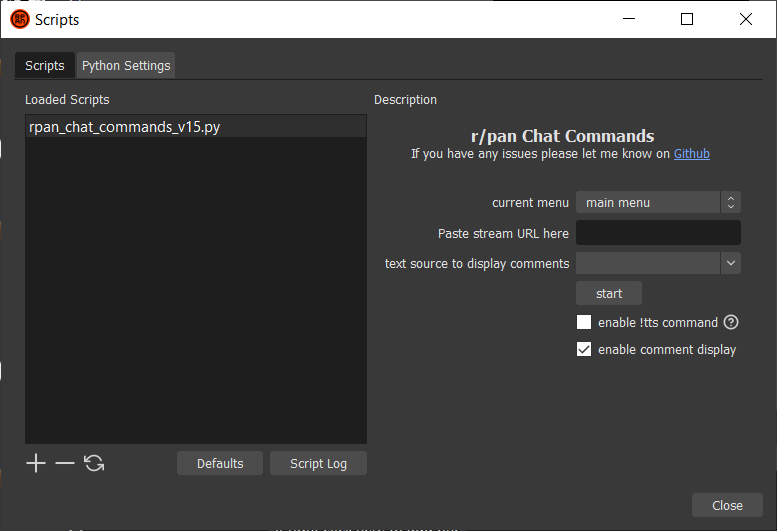 Scripts
Scripts
Python Settings
Loaded Scripts
rpan_chat_commands_v15.py
Defaults
Script Log
Description
r/pan Chat Commands
If you have any issues please let me know on Github
current menu
main menu
Paste stream URL here
text source to display comments
start
enable !tts command
enable comment display
Close